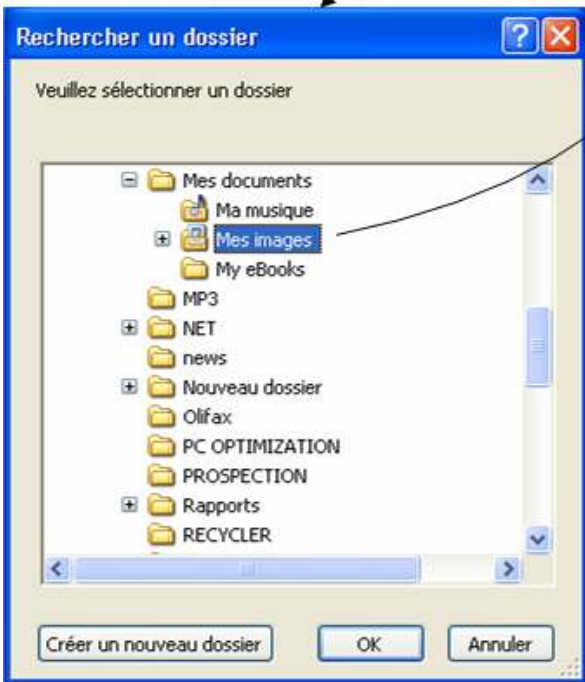 Rechercher un dossier
Veuillez sélectionner un dossier
Mes documents
Ma musique
Mes images
My eBooks
MP3
NET
news
Nouveau dossier
Olifax
PC OPTIMIZATION
PROSPECTION
Rapports
RECYCLER
Créer un nouveau dossier
OK
Annuler